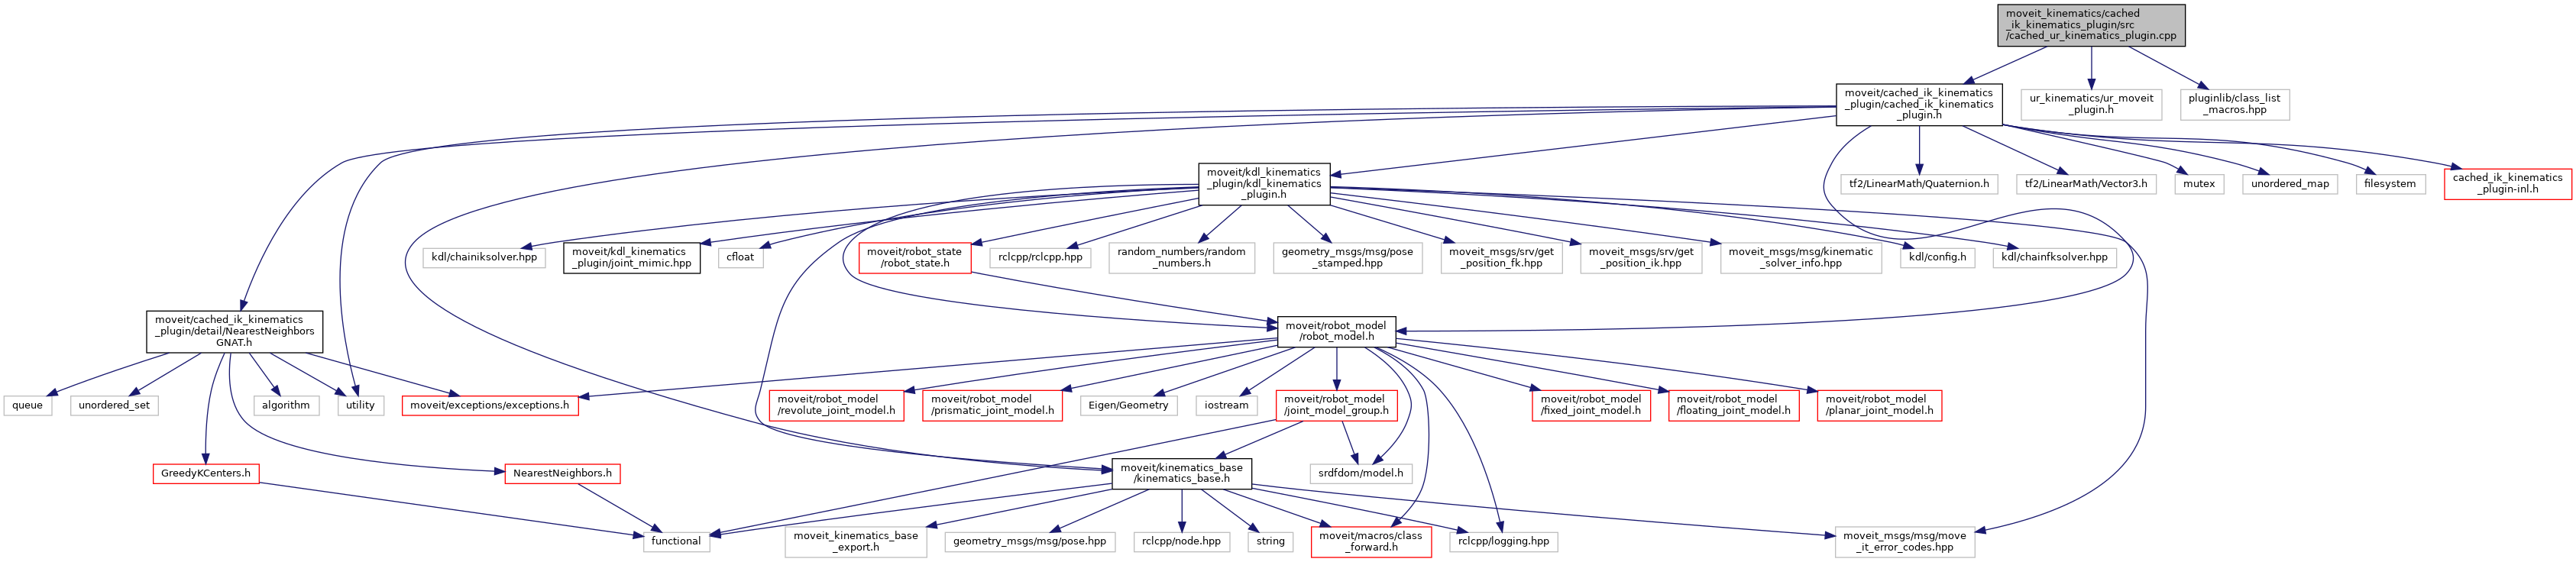 moveit_kinematics/cached
_ik_kinematics_plugin/src
/cached_ur_kinematics_plugin.cpp
moveit/cached_ik_kinematics
_plugin/cached_ik_kinematics
_plugin.h
ur_kinematics/ur_moveit
_plugin.h
pluginlib/class_list
_macros.hpp
moveit/kdl_kinematics
_plugin/kdl_kinematics
_plugin.h
tf2/LinearMath/Quaternion.h
tf2/LinearMath/Vector3.h
mutex
unordered_map
filesystem
cached_ik_kinematics
_plugin-inl.h
kdl/chainiksolver.hpp
moveit/kdl_kinematics
_plugin/joint_mimic.hpp
cfloat
moveit/robot_state
/robot_state.h
rclcpp/rclcpp.hpp
random_numbers/random
_numbers.h
geometry_msgs/msg/pose
_stamped.hpp
moveit_msgs/srv/get
_position_fk.hpp
moveit_msgs/srv/get
_position_ik.hpp
moveit_msgs/msg/kinematic
_solver_info.hpp
kdl/config.h
kdl/chainfksolver.hpp
moveit/cached_ik_kinematics
_plugin/detail/NearestNeighbors
GNAT.h
moveit/robot_model
/robot_model.h
queue
unordered_set
algorithm
utility
moveit/exceptions/exceptions.h
moveit/robot_model
/revolute_joint_model.h
moveit/robot_model
/prismatic_joint_model.h
Eigen/Geometry
iostream
moveit/robot_model
/joint_model_group.h
moveit/robot_model
/fixed_joint_model.h
moveit/robot_model
/floating_joint_model.h
moveit/robot_model
/planar_joint_model.h
GreedyKCenters.h
NearestNeighbors.h
moveit/kinematics_base
/kinematics_base.h
srdfdom/model.h
functional
moveit_kinematics_base
_export.h
geometry_msgs/msg/pose.hpp
rclcpp/node.hpp
string
moveit/macros/class
_forward.h
rclcpp/logging.hpp
moveit_msgs/msg/move
_it_error_codes.hpp